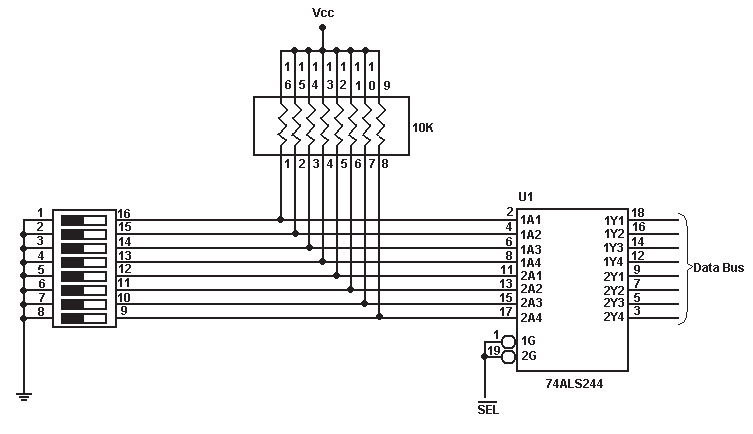 Vcc
1 1 1 1 1 1 1
6 5 4 3 2 1 0 9
10K
1 2 3 4 5 6 7 8
U1
1 16 2 1A1 1Y1 18
2 15 4 1A2 1Y2 16
3 14 6 1A3 1Y3 14
4 13 8 1A4 1Y4 12
5 12 11 2A1 2Y1 9
Data Bus
6 11 13 2A2 2Y2 7
7 10 15 2A3 2Y3 5
8 9 17 2A4 2Y4 3
1 1G
19 2G
74ALS244
SEL